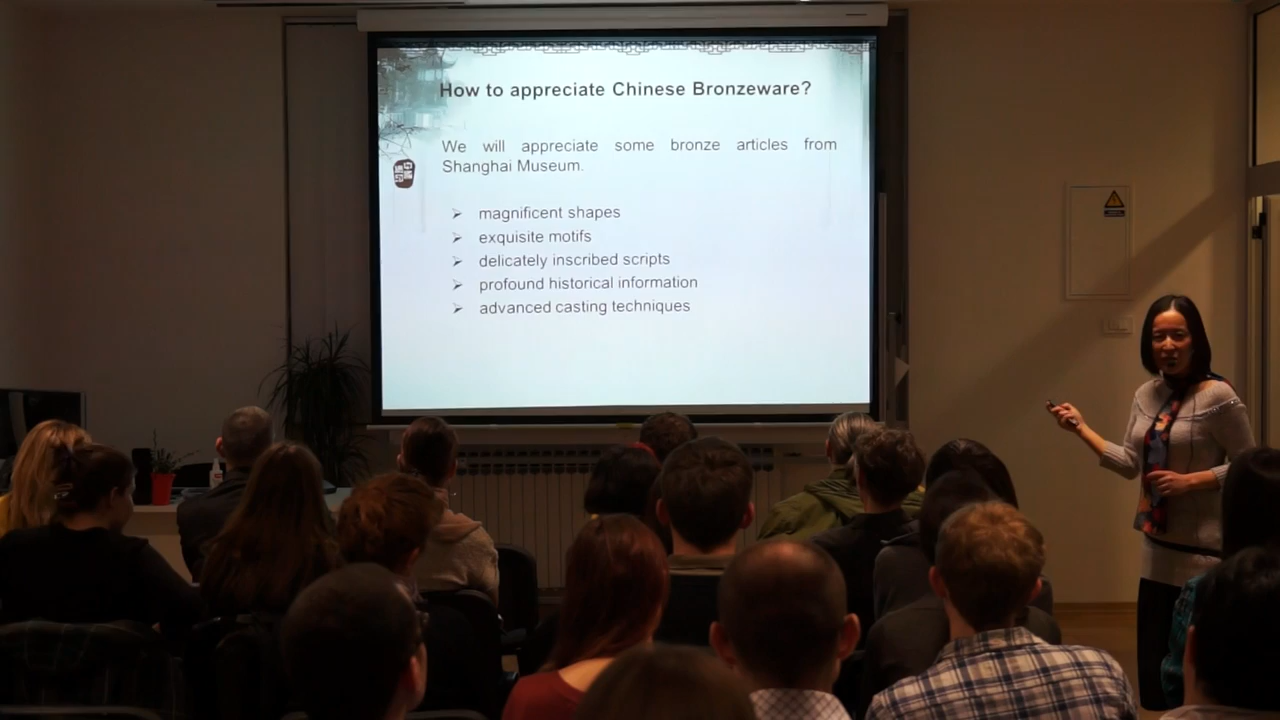 How to appreciate Chinese Bronzeware?
We will appreciate some bronze articles from
Shanghai Museum.
➢ magnificent shapes
➢ exquisite motifs
➢ delicately inscribed scripts
➢ profound historical information
➢ advanced casting techniques